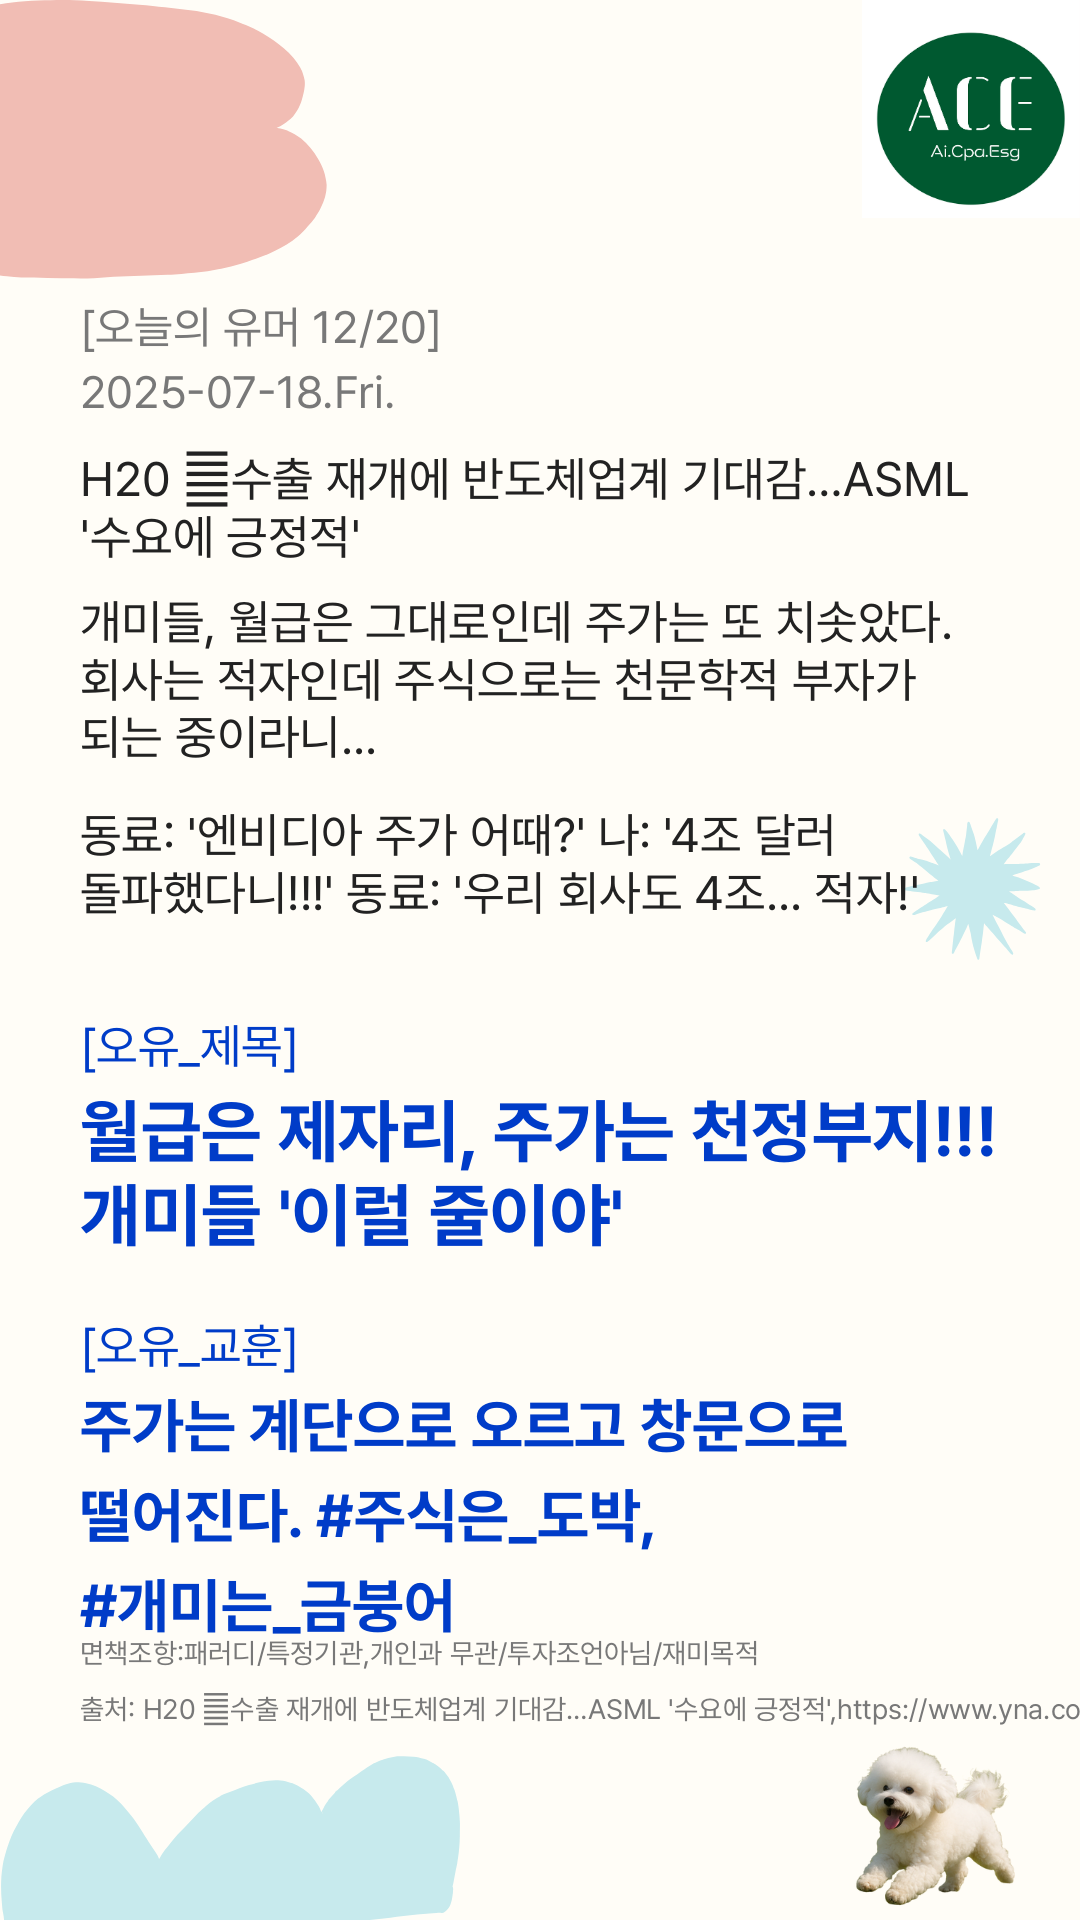 ACE
Ai.Cpa.Esg
[오늘의 유머 12/20]
2025-07-18.Fri.
H20 수출 재개에 반도체업계 기대감…ASML
'수요에 긍정적'
개미들, 월급은 그대로인데 주가는 또 치솟았다.
회사는 적자인데 주식으로는 천문학적 부자가
되는 중이라니...
동료: '엔비디아 주가 어때?' 나: '4조 달러
돌파했다니!!!' 동료: '우리 회사도 4조... 적자!'
[오유_제목]
월급은 제자리, 주가는 천정부지!!!
개미들 '이럴 줄이야'
[오유_교훈]
주가는 계단으로 오르고 창문으로
떨어진다. #주식은_도박,
#개미는_금붕어
면책조항:패러디/특정기관,개인과 무관/투자조언아님/재미목적
출처: H20 수출 재개에 반도체업계 기대감…ASML '수요에 긍정적',https://www.yna.co